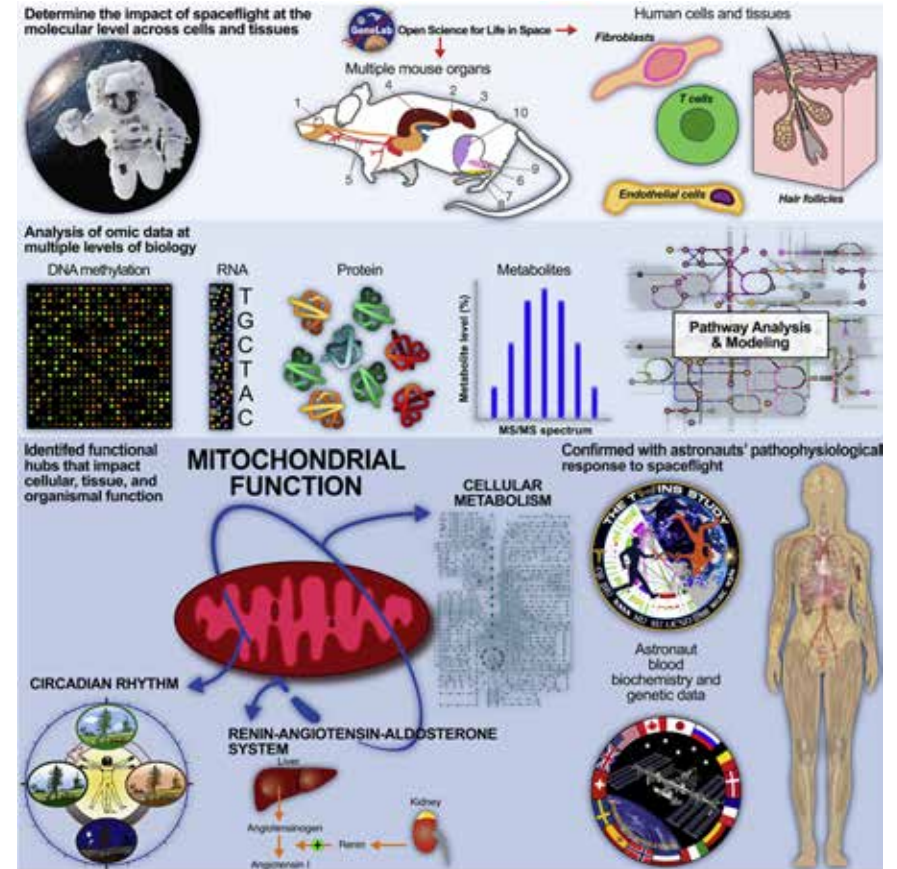 Determine the impact of spaceflight at the
molecular level across cells and tissues
GeneLab
Open Science for Life in Space
Human cells and tissues
Fibroblasts
Multiple mouse organs
1
4
2
3
10
5
9
6
7
8
T cells
Endothelial cells
Hair follicles
Analysis of omic data at
multiple levels of biology
DNA methylation
RNA
T
G
C
T
A
C
Protein
Metabolites
Metabolite level (%)
MS/MS spectrum
Pathway Analysis
& Modeling
Identifed functional
hubs that impact
cellular, tissue, and
organismal function
MITOCHONDRIAL
FUNCTION
CELLULAR
METABOLISM
CIRCADIAN RHYTHM
RENIN-ANGIOTENSIN-ALDOSTERONE
SYSTEM
Liver
Kidney
Angiotensinogen
Renin
Angiotensin I
Confirmed with astronauts' pathophysiological
response to spaceflight
THE TWINS STUDY
Astronaut
blood
biochemistry and
genetic data